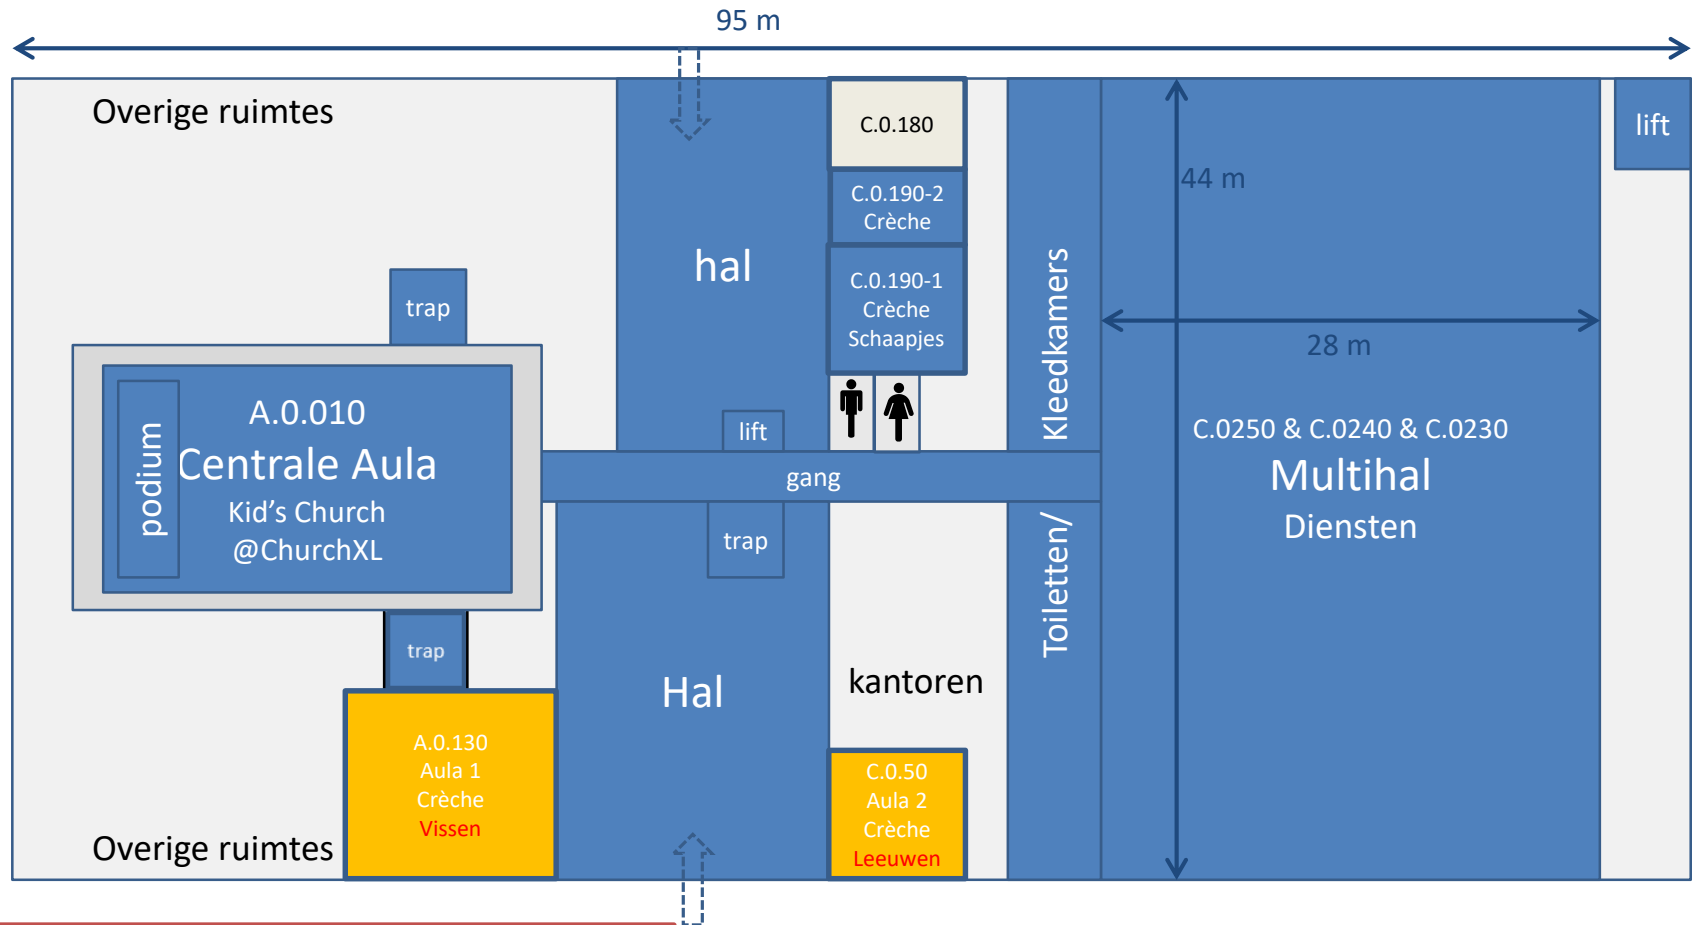 95 m
Overige ruimtes
C.0.180
lift
C.0.190-2
Crèche
44 m
hal
C.0.190-1
Crèche
Schaapjes
trap
28 m
Toiletten/ Kleedkamers
podium
A.0.010
Centrale Aula
Kid's Church
@ChurchXL
lift
gang
trap
C.0250 & C.0240 & C.0230
Multihal
Diensten
trap
Hal
kantoren
A.0.130
Aula 1
Crèche
Vissen
C.0.50
Aula 2
Crèche
Leeuwen
Overige ruimtes